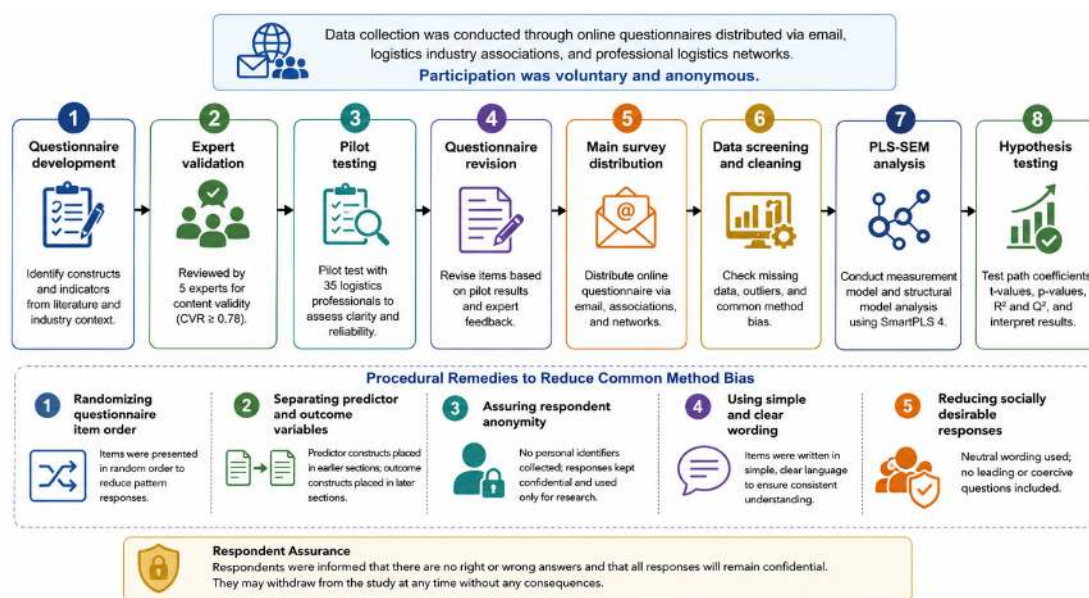 Data collection was conducted through online questionnaires distributed via email,
logistics industry associations, and professional logistics networks.
Participation was voluntary and anonymous.
1
Questionnaire
development
Identify constructs
and indicators
from literature and
industry context.
2
Expert
validation
Reviewed by
5 experts for
content validity
(CVR ≥ 0.78).
3
Pilot
testing
Pilot test with
35 logistics
professionals to
assess clarity and
reliability.
4
Questionnaire
revision
Revise items based
on pilot results
and expert
feedback.
5
Main survey
distribution
@
Distribute online
questionnaire via
email, associations,
and networks.
6
Data screening
and cleaning
Check missing
data, outliers, and
common method
bias.
7
PLS-SEM
analysis
Conduct measurement
model and structural
model analysis
using SmartPLS 4.
8
Hypothesis
testing
Test path coefficients,
t-values, p-values,
R² and Q², and
interpret results.
Procedural Remedies to Reduce Common Method Bias
1
Randomizing
questionnaire
item order
Items were presented
in random order to
reduce pattern
responses.
2
Separating predictor
and outcome
variables
Predictor constructs placed
in earlier sections; outcome
constructs placed in later
sections.
3
Assuring respondent
anonymity
No personal identifiers
collected; responses kept
confidential and used
only for research.
4
Using simple
and clear
wording
Items were written in
simple, clear language
to ensure consistent
understanding.
5
Reducing socially
desirable
responses
Neutral wording used;
no leading or coercive
questions included.
Respondent Assurance
Respondents were informed that there are no right or wrong answers and that all responses will remain confidential.
They may withdraw from the study at any time without any consequences.